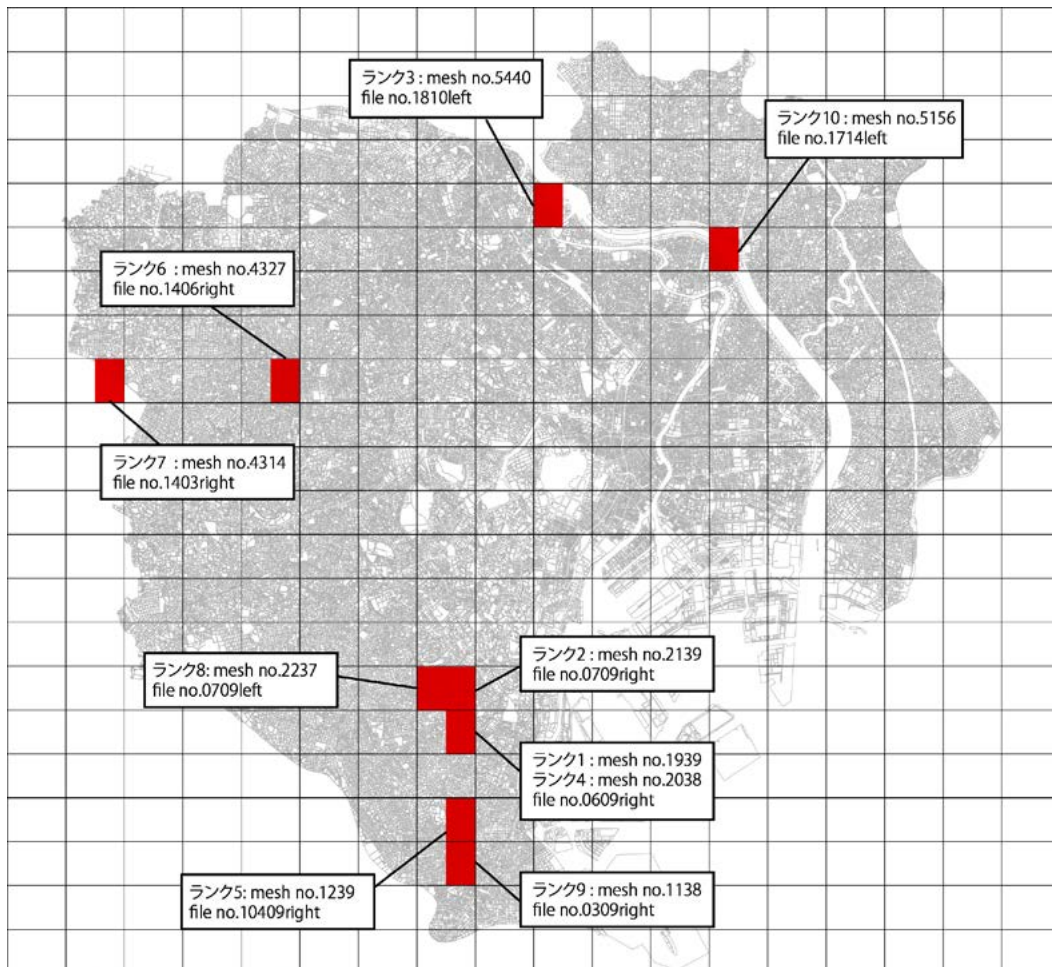 ランク3 : mesh no.5440
file no.1810left
ランク10 : mesh no.5156
file no.1714left
ランク6 : mesh no.4327
file no.1406right
ランク7 : mesh no.4314
file no.1403right
ランク8: mesh no.2237
file no.0709left
ランク2 : mesh no.2139
file no.0709right
ランク1 : mesh no.1939
ランク4 : mesh no.2038
file no.0609right
ランク5: mesh no.1239
file no.10409right
ランク9 : mesh no.1138
file no.0309right